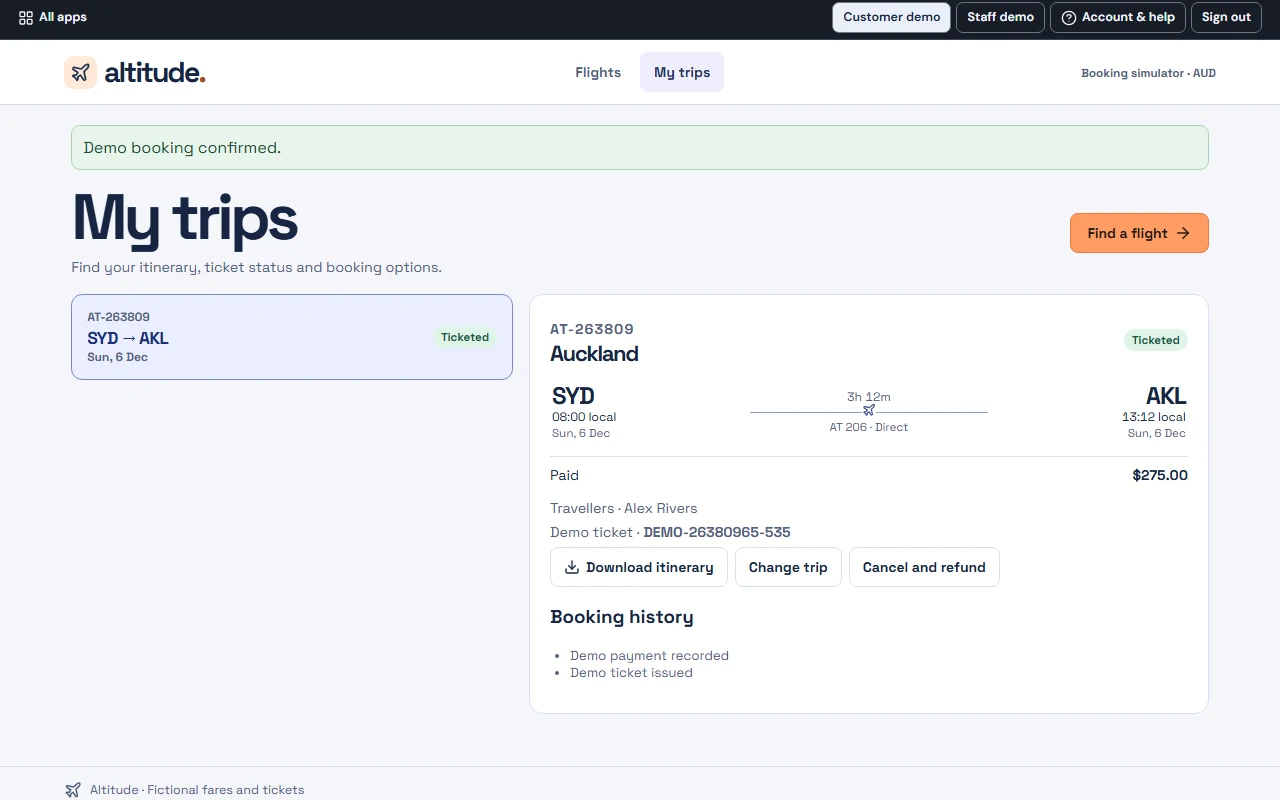 All apps
Customer demo
Staff demo
Account & help
Sign out
altitude.
Flights
My trips
Booking simulator · AUD
Demo booking confirmed.
My trips
Find your itinerary, ticket status and booking options.
Find a flight →
AT-263809
SYD → AKL
Sun, 6 Dec
Ticketed
AT-263809
Auckland
Ticketed
SYD
08:00 local
Sun, 6 Dec
3h 12m
AT 206 · Direct
AKL
13:12 local
Sun, 6 Dec
Paid
$275.00
Travellers · Alex Rivers
Demo ticket · DEMO-26380965-535
Download itinerary
Change trip
Cancel and refund
Booking history
• Demo payment recorded
• Demo ticket issued
Altitude · Fictional fares and tickets